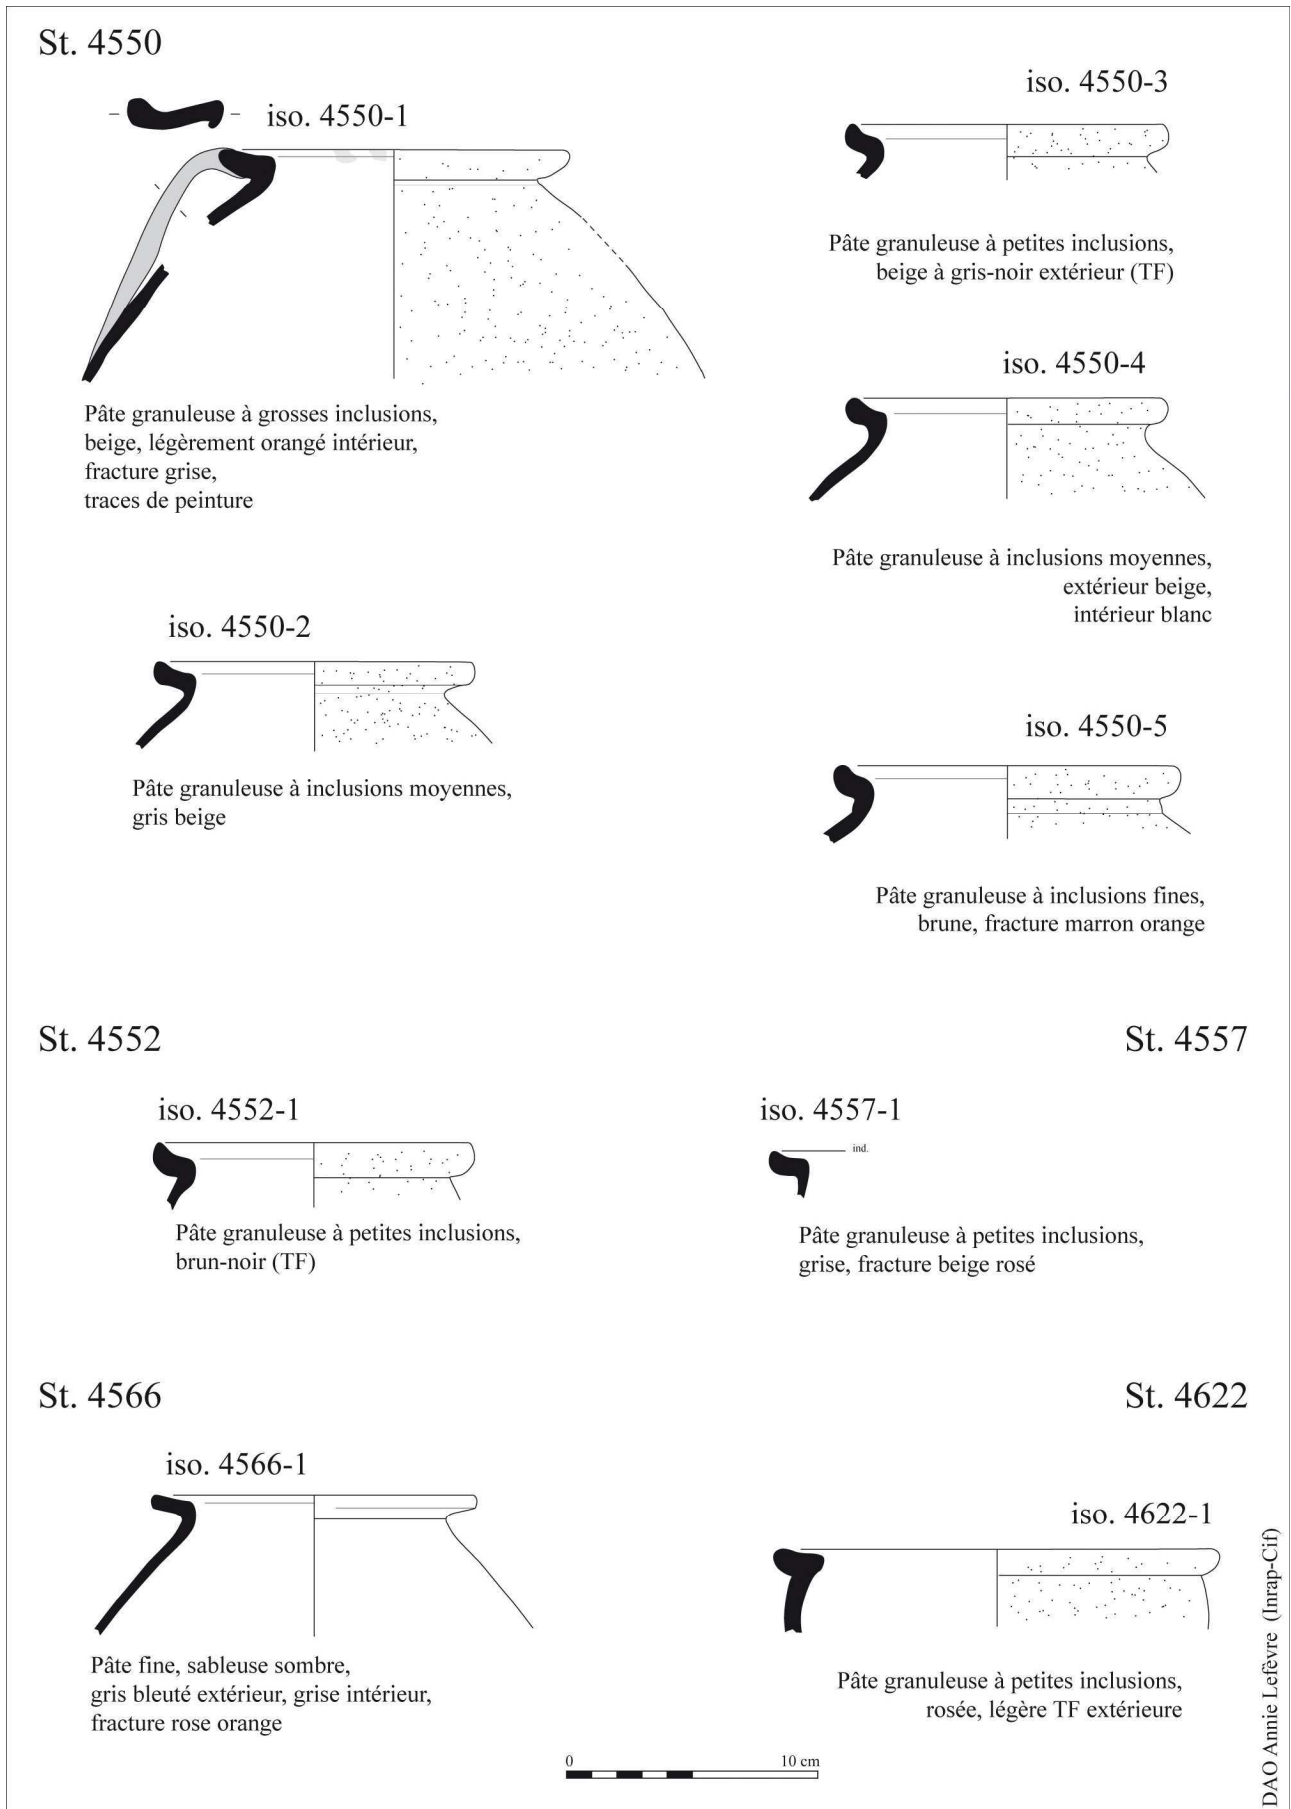 St. 4550
iso. 4550-1
Pâte granuleuse à grosses inclusions,
beige, légèrement orangé intérieur,
fracture grise,
traces de peinture
iso. 4550-2
Pâte granuleuse à inclusions moyennes,
gris beige
iso. 4550-3
Pâte granuleuse à petites inclusions,
beige à gris-noir extérieur (TF)
iso. 4550-4
Pâte granuleuse à inclusions moyennes,
extérieur beige,
intérieur blanc
iso. 4550-5
Pâte granuleuse à inclusions fines,
brune, fracture marron orange
St. 4552
iso. 4552-1
Pâte granuleuse à petites inclusions,
brun-noir (TF)
St. 4557
iso. 4557-1
ind.
Pâte granuleuse à petites inclusions,
grise, fracture beige rosé
St. 4566
iso. 4566-1
Pâte fine, sableuse sombre,
gris bleuté extérieur, grise intérieur,
fracture rose orange
St. 4622
iso. 4622-1
Pâte granuleuse à petites inclusions,
rosée, légère TF extérieure
0 10 cm
DAO Annie Lefèvre (Inrap-Cif)